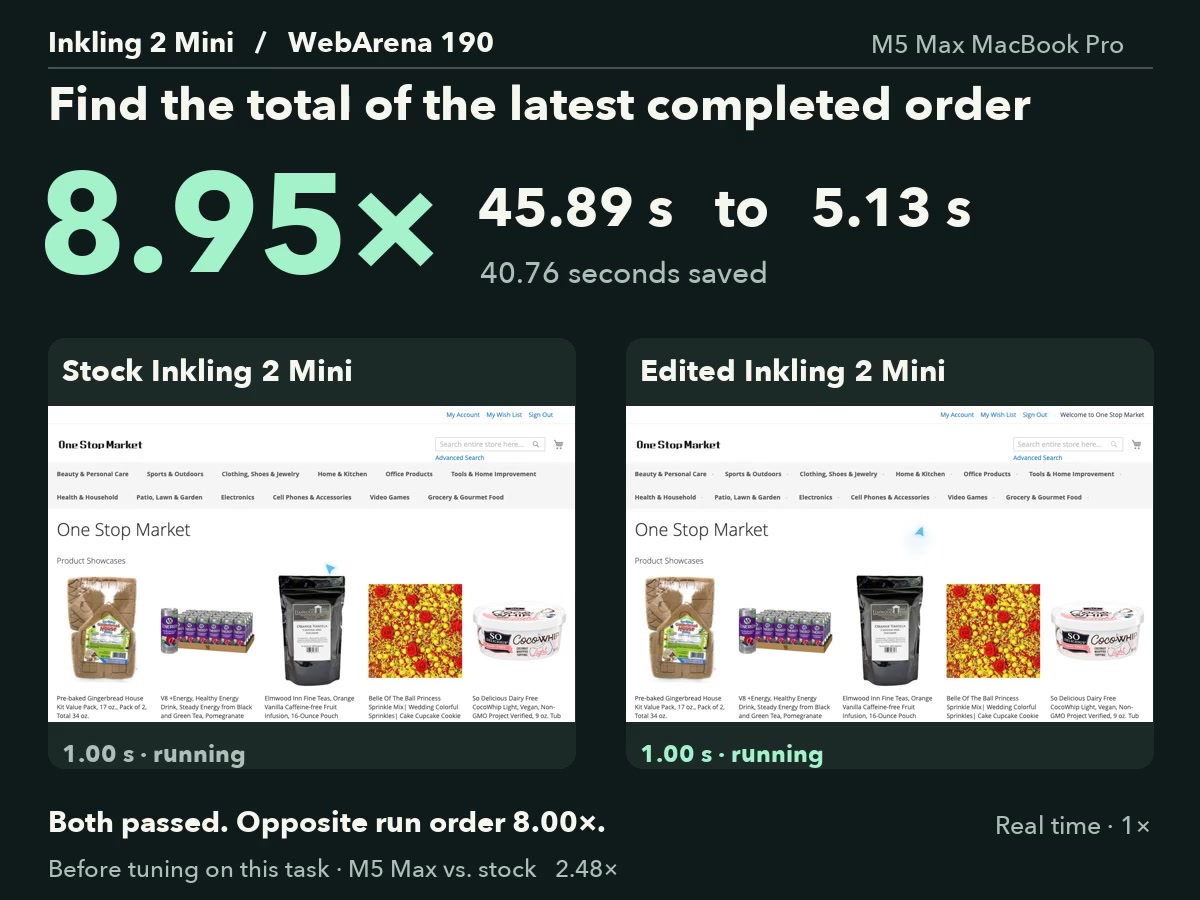 Inkling 2 Mini / WebArena 190
M5 Max MacBook Pro
Find the total of the latest completed order
8.95×
45.89 s to 5.13 s
40.76 seconds saved
Stock Inkling 2 Mini
My Account My Wish List Sign Out
One Stop Market
Search entire store here...
Advanced Search
Beauty & Personal Care Sports & Outdoors Clothing, Shoes & Jewelry Home & Kitchen Office Products Tools & Home Improvement
Health & Household Patio, Lawn & Garden Electronics Cell Phones & Accessories Video Games Grocery & Gourmet Food
One Stop Market
Product Showcases
SO
CocoWHIP
Light
Pre-baked Gingerbread House
Kit Value Pack, 17 oz., Pack of 2,
Total 34 oz.
V8 +Energy, Healthy Energy
Drink, Steady Energy from Black
and Green Tea, Pomegranate
Elmwood Inn Fine Teas, Orange
Vanilla Caffeine-free Fruit
Infusion, 16-Ounce Pouch
Belle Of The Ball Princess
Sprinkle Mix| Wedding Colorful
Sprinkles| Cake Cupcake Cookie
So Delicious Dairy Free
CocoWhip Light, Vegan, Non-
GMO Project Verified, 9 oz. Tub
1.00 s · running
Edited Inkling 2 Mini
My Account My Wish List Sign Out Welcome to One Stop Market
One Stop Market
Search entire store here...
Advanced Search
Beauty & Personal Care Sports & Outdoors Clothing, Shoes & Jewelry Home & Kitchen Office Products Tools & Home Improvement
Health & Household Patio, Lawn & Garden Electronics Cell Phones & Accessories Video Games Grocery & Gourmet Food
One Stop Market
Product Showcases
SO
CocoWHIP
Light
Pre-baked Gingerbread House
Kit Value Pack, 17 oz., Pack of 2,
Total 34 oz.
V8 +Energy, Healthy Energy
Drink, Steady Energy from Black
and Green Tea, Pomegranate
Elmwood Inn Fine Teas, Orange
Vanilla Caffeine-free Fruit
Infusion, 16-Ounce Pouch
Belle Of The Ball Princess
Sprinkle Mix| Wedding Colorful
Sprinkles| Cake Cupcake Cookie
So Delicious Dairy Free
CocoWhip Light, Vegan, Non-
GMO Project Verified, 9 oz. Tub
1.00 s · running
Both passed. Opposite run order 8.00×.
Real time · 1×
Before tuning on this task · M5 Max vs. stock 2.48×